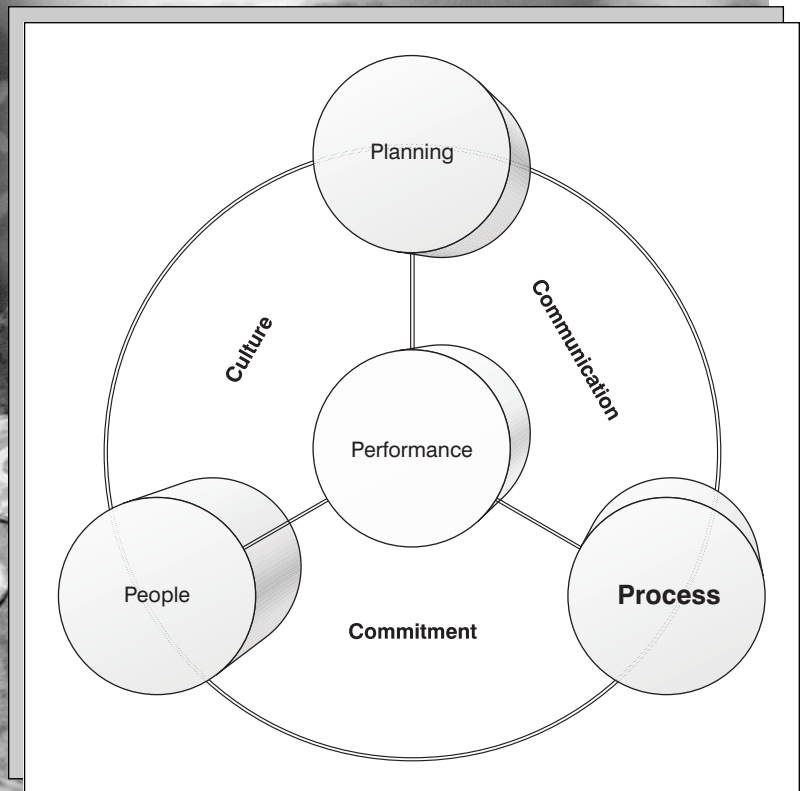 Planning
Culture
Communication
Performance
People
Process
Commitment